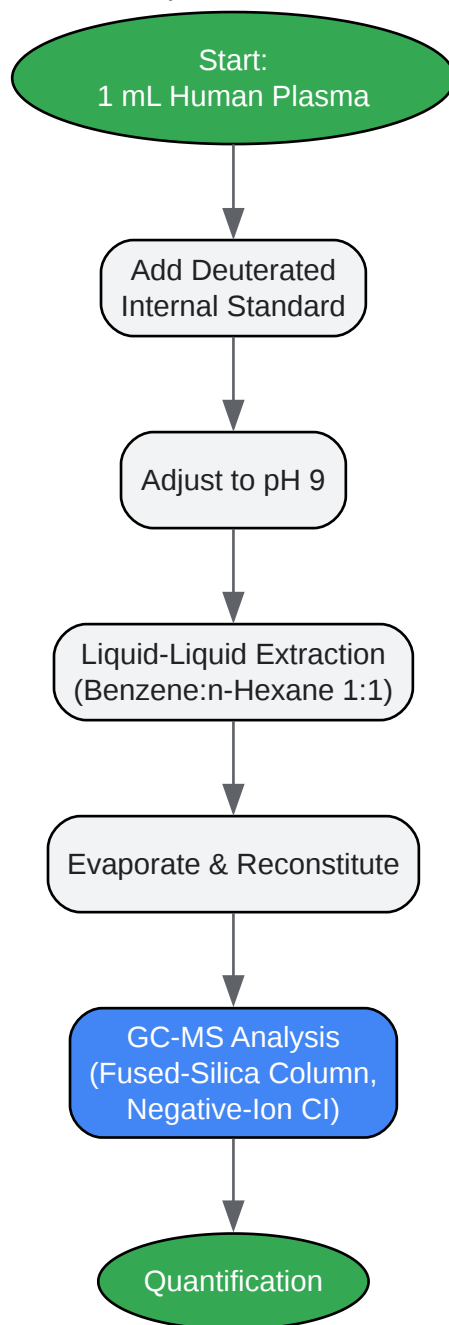 Start:
1 mL Human Plasma
Add Deuterated
Internal Standard
Adjust to pH 9
Liquid-Liquid Extraction
(Benzene:n-Hexane 1:1)
Evaporate & Reconstitute
GC-MS Analysis
(Fused-Silica Column,
Negative-Ion CI)
Quantification